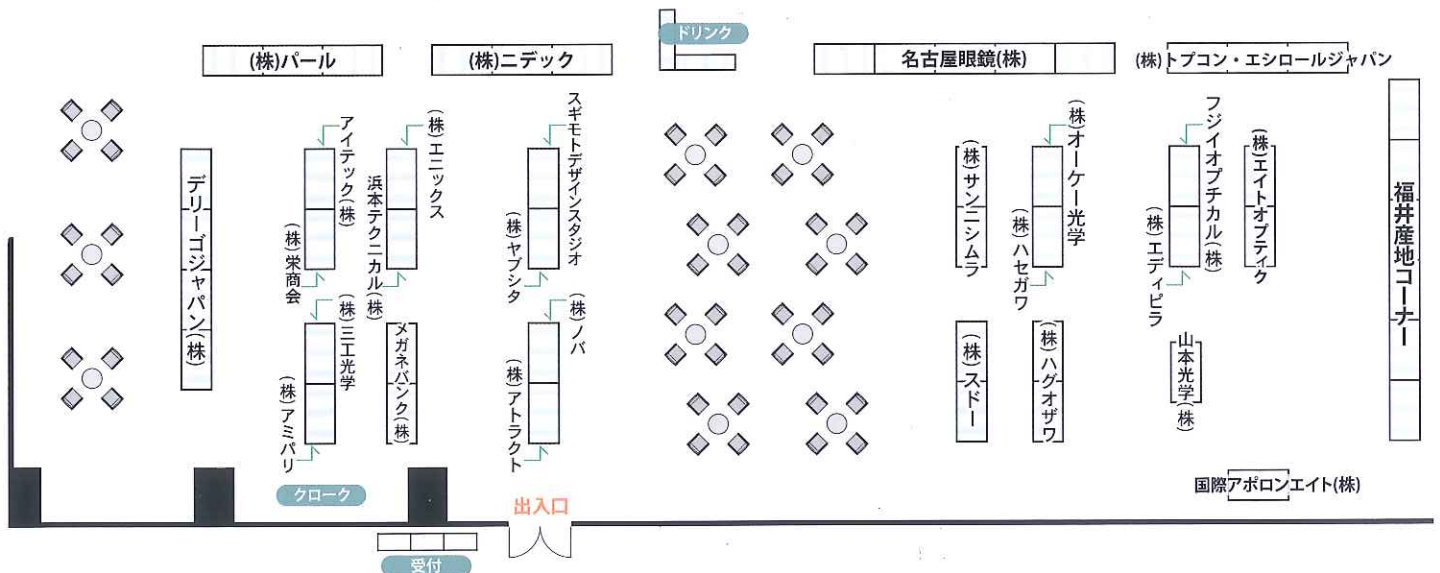 ドリンク
(株)パール
(株)ニデック
名古屋眼鏡(株)
(株)トプコン・エシロールジャパン
デリーゴジャパン(株)
アイテック(株)
(株)栄商会
(株)エニックス
浜本テクニカル(株)
スギモトデザインスタジオ
(株)ヤブシタ
(株)サンニシムラ
(株)オーケー光学
(株)ハセガワ
フジイオプチカル(株)
(株)エディビラ
(株)エイトオプティク
福井産地コーナー
(株)三工光学
(株)アミパリ
メガネバンク(株)
(株)ノバ
(株)アトラクト
(株)スドー
(株)ハグオザワ
山本光学(株)
国際アポロンエイト(株)
クローク
出入口
受付